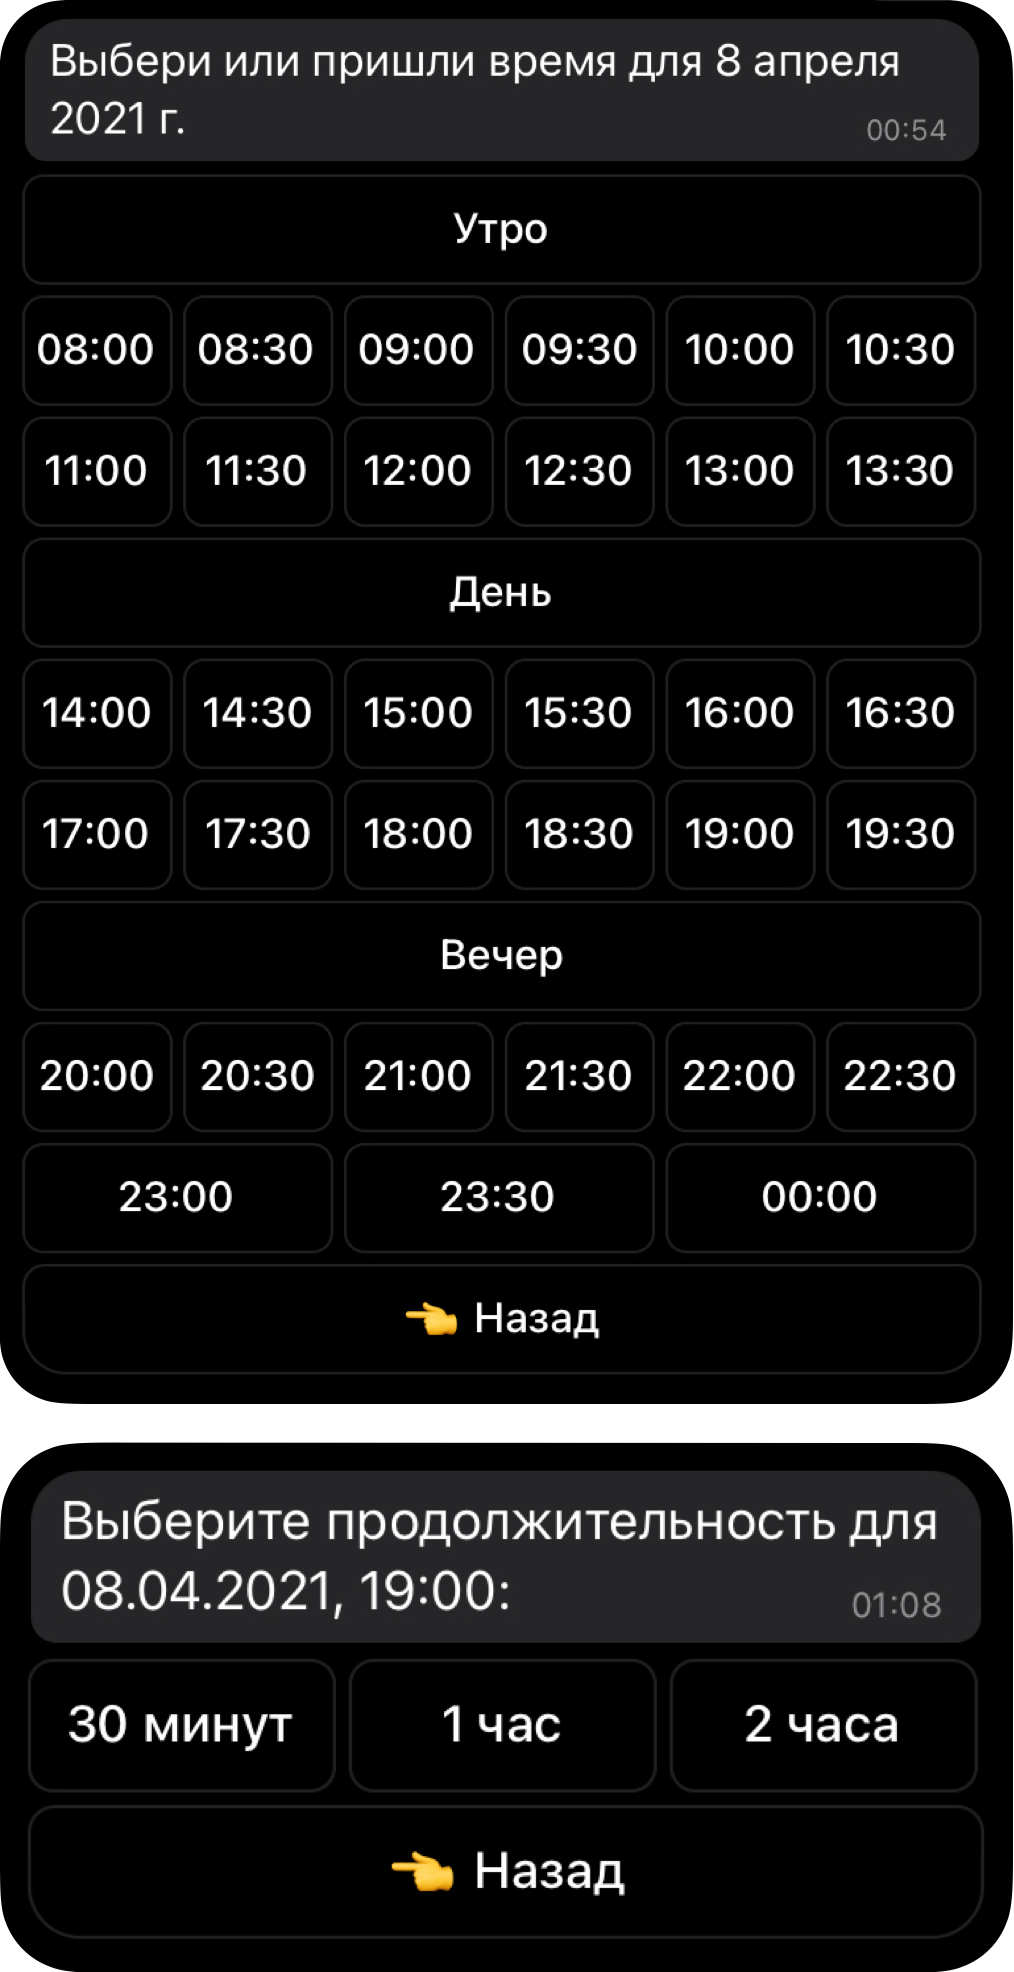 Выбери или пришли время для 8 апреля
2021 г.
00:54
Утро
08:00 08:30 09:00 09:30 10:00 10:30
11:00 11:30 12:00 12:30 13:00 13:30
День
14:00 14:30 15:00 15:30 16:00 16:30
17:00 17:30 18:00 18:30 19:00 19:30
Вечер
20:00 20:30 21:00 21:30 22:00 22:30
23:00 23:30 00:00
👈 Назад
Выберите продолжительность для
08.04.2021, 19:00:
01:08
30 минут 1 час 2 часа
👈 Назад